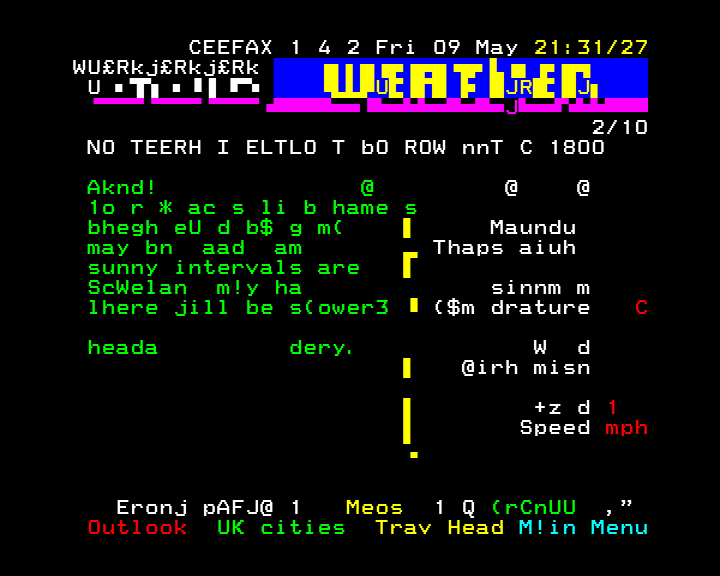 CEEFAX 1 4 2 Fri 09 May 21:31/27
WU£Rkj£Rkj£Rk
2/10
NO TEERH I ELTLO T bO ROW nnT C 1800
Aknd! @ @ @
1o r * ac s li b hame s
bhegh eU d b$ g m( Maundu
may bn aad am Thaps aiuh
sunny intervals are
ScWelan m!y ha sinnm m
lhere jill be s(ower3 ($m drature C
heada dery. W d
@irh misn
+z d 1
Speed mph
Eronj pAFJ@ 1 Meos 1 Q (rCnUU ,”
Outlook UK cities Trav Head M!in Menu